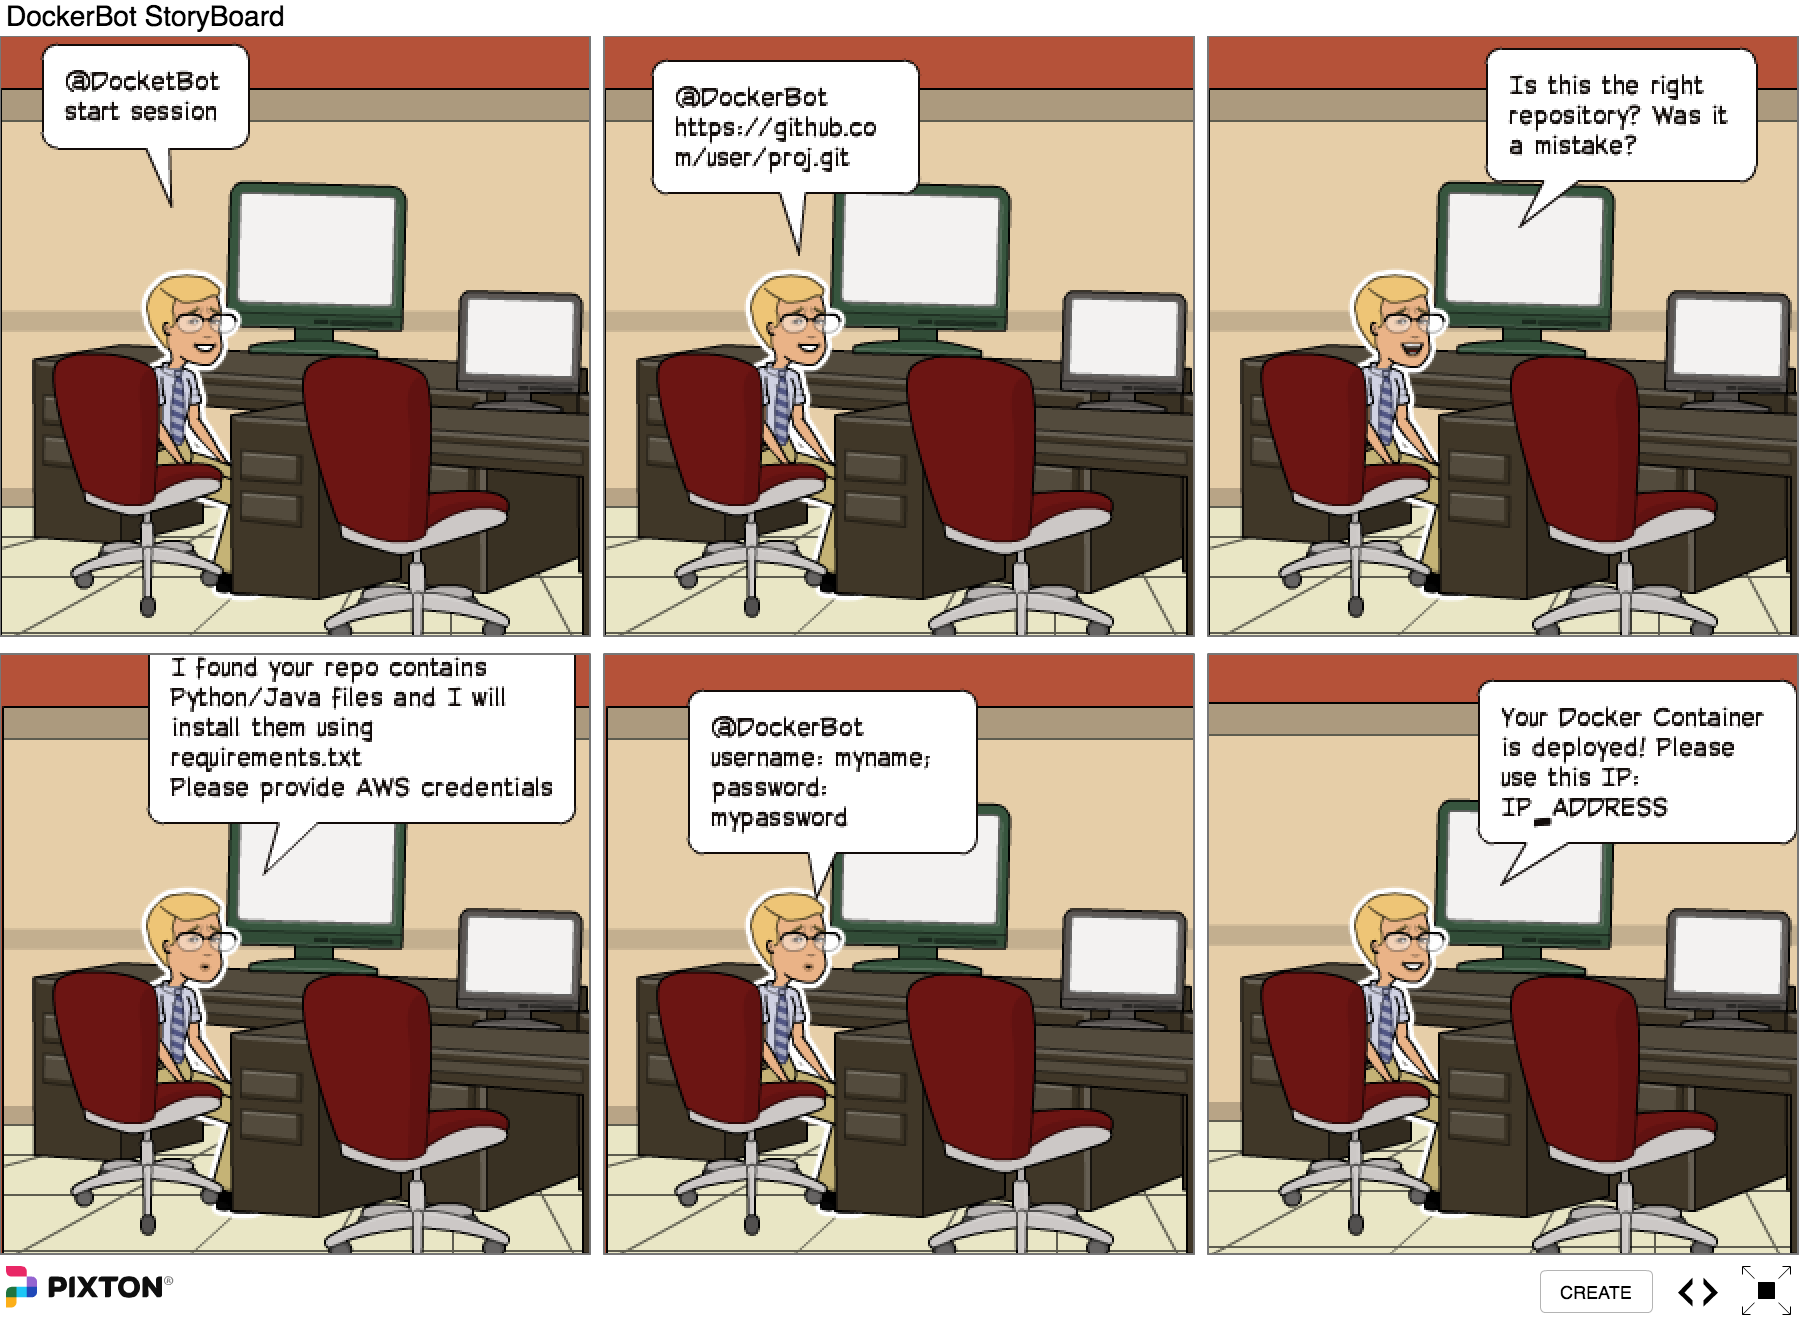 DockerBot StoryBoard
@DocketBot
start session
@DockerBot
https://github.co
m/user/proj.git
Is this the right
repository? Was it
a mistake?
I found your repo contains
Python/Java files and I will
install them using
requirements.txt
Please provide AWS credentials
@DockerBot
username: myname;
password:
mypassword
Your Docker Container
is deployed! Please
use this IP:
IP_ADDRESS
PIXTON®
CREATE